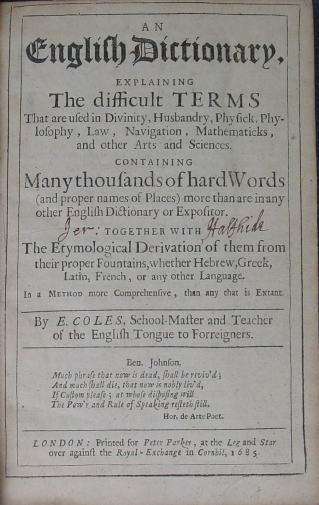 AN
Engliſh Dictionary,
EXPLAINING
The difficult TERMS
That are uſed in Divinity, Husbandry, Phyſick, Phy-
loſophy, Law, Navigation, Mathematicks,
and other Arts and Sciences.
CONTAINING
Many thouſands of hard Words
(and proper names of Places) more than are in any
other Engliſh Dictionary or Expoſitor.
Jer: TOGETHER WITH
The Etymological Derivation of them from
their proper Fountains, whether Hebrew, Greek,
Latin, French, or any other Language.
In a METHOD more Comprehenſive, than any that is Extant.
By E. COLES, School-Maſter and Teacher
of the Engliſh Tongue to Forreigners.
Ben. Johnſon.
Much phraſe that now is dead, ſhall be reviv'd;
And much ſhall die, that now is nobly liv'd,
If Cuſtom pleaſe; at whoſe diſpoſing will
The Pow'r and Rule of Speaking reſteth ſtill.
Hor. de Arte Poet.
LONDON: Printed for Peter Parker, at the Leg and Star
over againſt the Royal-Exchange in Cornhil, 1685.